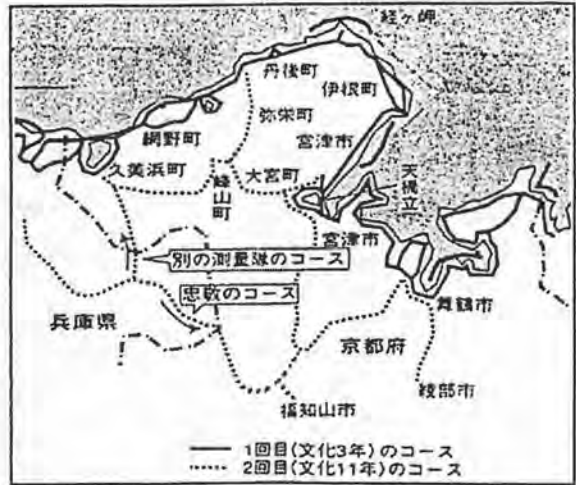 経ヶ岬
丹後町
伊根町
弥栄町
網野町
宮津市
久美浜町
峰山町
大宮町
天橋立
宮津市
別の測量隊のコース
忠敬のコース
舞鶴市
兵庫県
京都府
綾部市
福知山市
1回目(文化3年)のコース
2回目(文化11年)のコース